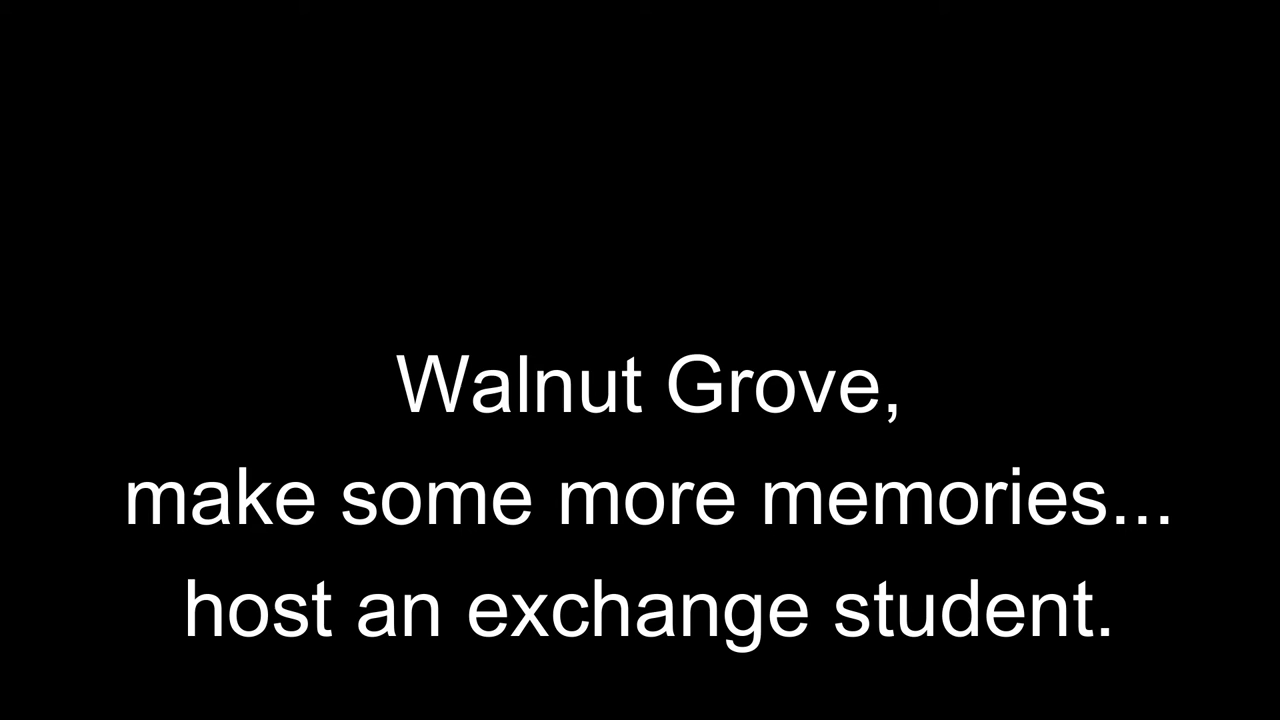 Walnut Grove,
make some more memories...
host an exchange student.